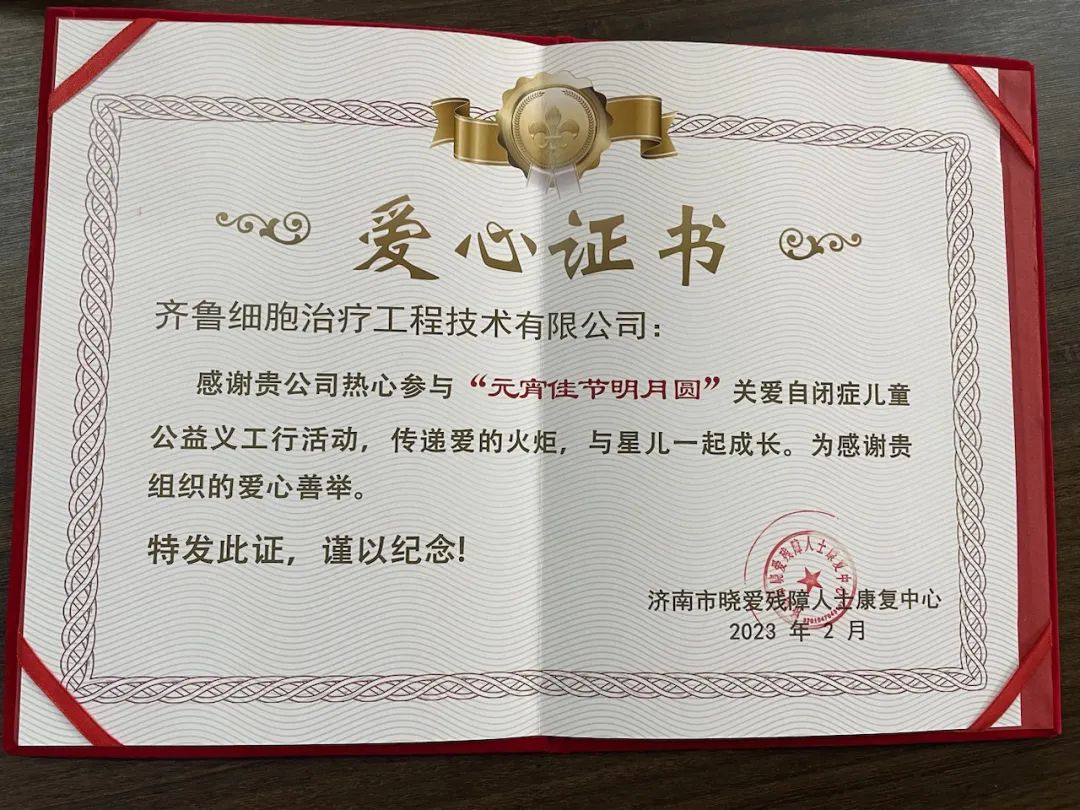 爱心证书
齐鲁细胞治疗工程技术有限公司：
感谢贵公司热心参与“元宵佳节明月圆”关爱自闭症儿童
公益义工行活动，传递爱的火炬，与星儿一起成长。为感谢贵
组织的爱心善举。
特发此证，谨以纪念!
济南市晓爱残障人士康复中心
2023 年 2 月